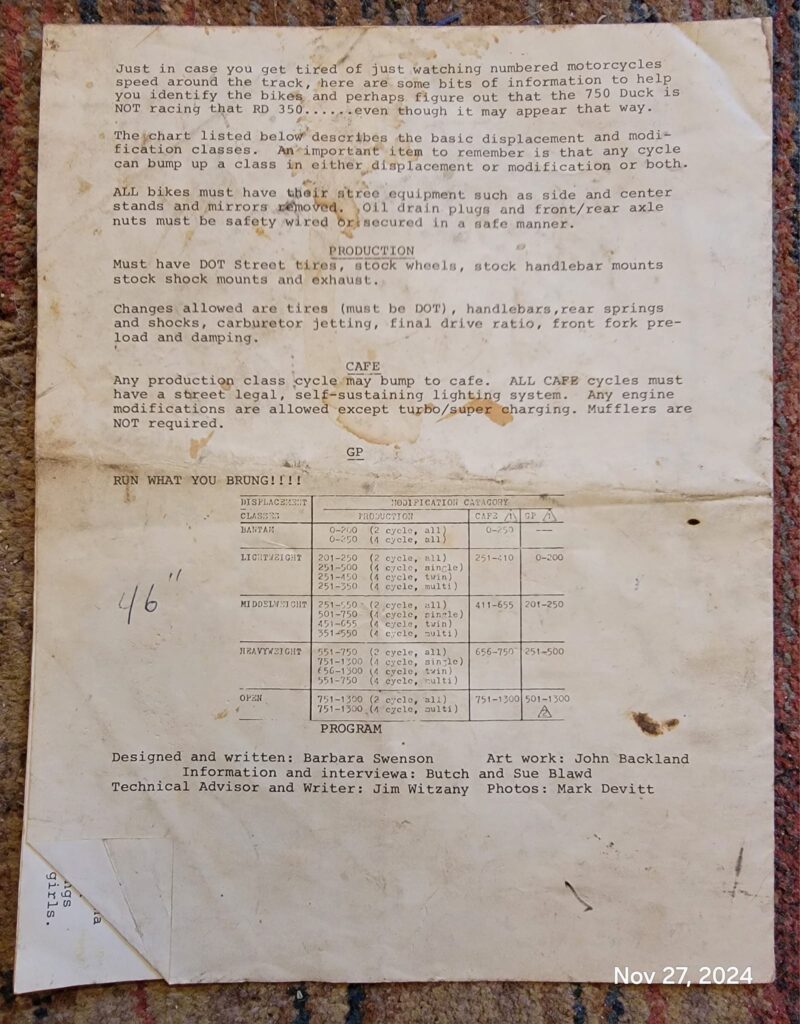 Just in case you get tired of just watching numbered motorcycles
speed around the track, here are some bits of information to help
you identify the bikes and perhaps figure out that the 750 Duck is
NOT racing that RD 350......even though it may appear that way.
The chart listed below describes the basic displacement and modi-
fication classes. An important item to remember is that any cycle
can bump up a class in either displacement or modification or both.
ALL bikes must have their stree equipment such as side and center
stands and mirrors removed. Oil drain plugs and front/rear axle
nuts must be safety wired or secured in a safe manner.
PRODUCTION
Must have DOT Street tires, stock wheels, stock handlebar mounts
stock shock mounts and exhaust.
Changes allowed are tires (must be DOT), handlebars,rear springs
and shocks, carburetor jetting, final drive ratio, front fork pre-
load and damping.
CAFE
Any production class cycle may bump to cafe. ALL CAFE cycles must
have a street legal, self-sustaining lighting system. Any engine
modifications are allowed except turbo/super charging. Mufflers are
NOT required.
GP
RUN WHAT YOU BRUNG!!!!
DISPLACEMENT MODIFICATION CATAGORY
CLASSES PRODUCTION CAFE 1 GP 1
BANTAM 0-200 (2 cycle, all) 0-250 ---
0-250 (4 cycle, all)
LIGHTWEIGHT 201-250 (2 cycle, all) 251-410 0-200
251-500 (4 cycle, single)
251-450 (4 cycle, twin)
251-350 (4 cycle, multi)
MIDDELWEIGHT 251-550 (2 cycle, all) 411-655 201-250
501-750 (4 cycle, single)
451-655 (4 cycle, twin)
351-550 (4 cycle, multi)
HEAVYWEIGHT 551-750 (2 cycle, all) 656-750 251-500
751-1300 (4 cycle, single)
656-1300 (4 cycle, twin)
551-750 (4 cycle, multi)
OPEN 751-1300 (2 cycle, all) 751-1300 501-1300
751-1300 (4 cycle, multi)
46"
PROGRAM
Designed and written: Barbara Swenson Art work: John Backland
Information and interviewa: Butch and Sue Blawd
Technical Advisor and Writer: Jim Witzany Photos: Mark Devitt
girls.
Nov 27, 2024